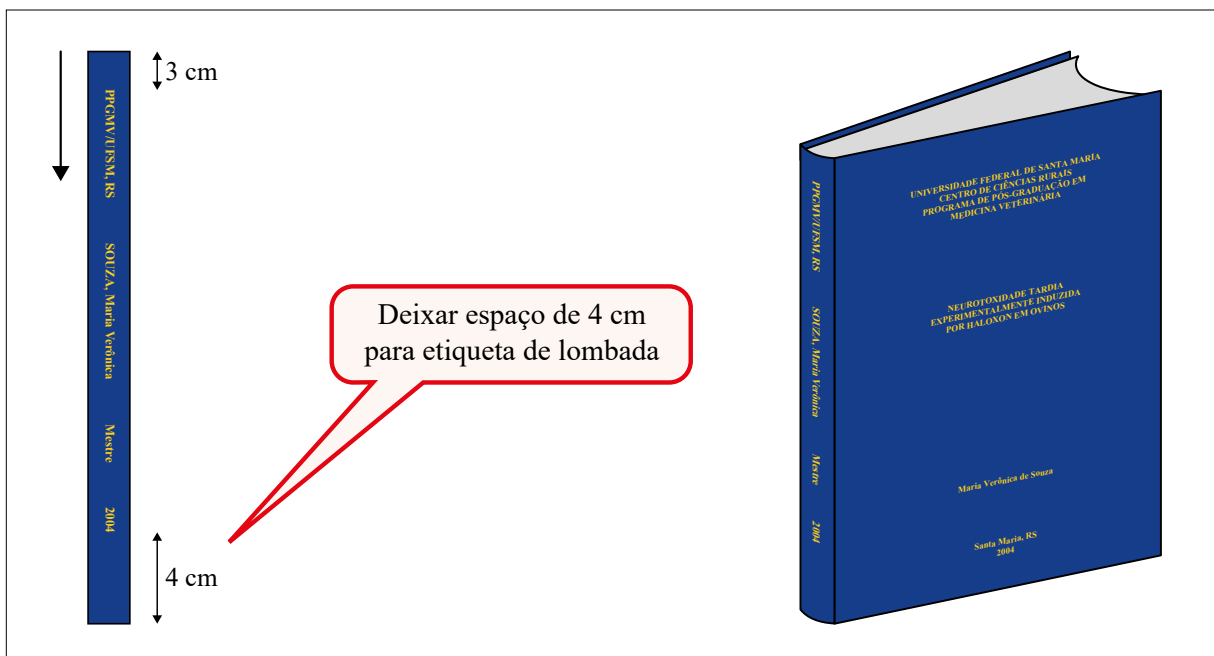 3 cm
PPGMV/UFSM, RS
SOUZA, Maria Verônica
Mestre
2004
4 cm
Deixar espaço de 4 cm
para etiqueta de lombada
PPGMV/UFSM, RS
SOUZA, Maria Verônica
Mestre
2004
UNIVERSIDADE FEDERAL DE SANTA MARIA
CENTRO DE CIÊNCIAS RURAIS
PROGRAMA DE PÓS-GRADUAÇÃO EM
MEDICINA VETERINÁRIA
NEUROTOXIDADE TARDIA
EXPERIMENTALMENTE INDUZIDA
POR HALOXON EM OVINOS
Maria Verônica de Souza
Santa Maria, RS
2004